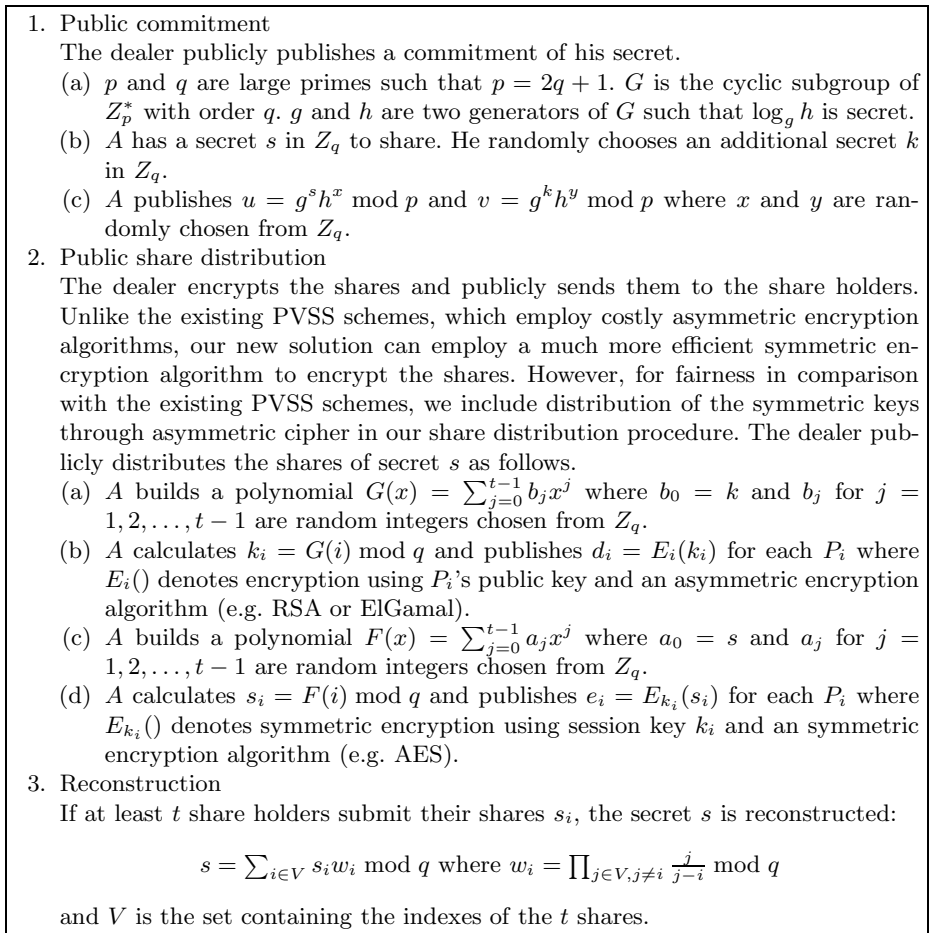 1. Public commitment
The dealer publicly publishes a commitment of his secret.
(a) p and q are large primes such that p = 2q + 1. G is the cyclic subgroup of
Z_p^* with order q. g and h are two generators of G such that log_g h is secret.
(b) A has a secret s in Z_q to share. He randomly chooses an additional secret k
in Z_q.
(c) A publishes u = g^s h^x mod p and v = g^k h^y mod p where x and y are ran-
domly chosen from Z_q.
2. Public share distribution
The dealer encrypts the shares and publicly sends them to the share holders.
Unlike the existing PVSS schemes, which employ costly asymmetric encryption
algorithms, our new solution can employ a much more efficient symmetric en-
cryption algorithm to encrypt the shares. However, for fairness in comparison
with the existing PVSS schemes, we include distribution of the symmetric keys
through asymmetric cipher in our share distribution procedure. The dealer pub-
licly distributes the shares of secret s as follows.
(a) A builds a polynomial G(x) = ∑_{j=0}^{t−1} b_j x^j where b_0 = k and b_j for j =
1, 2, . . . , t − 1 are random integers chosen from Z_q.
(b) A calculates k_i = G(i) mod q and publishes d_i = E_i(k_i) for each P_i where
E_i() denotes encryption using P_i's public key and an asymmetric encryption
algorithm (e.g. RSA or ElGamal).
(c) A builds a polynomial F(x) = ∑_{j=0}^{t−1} a_j x^j where a_0 = s and a_j for j =
1, 2, . . . , t − 1 are random integers chosen from Z_q.
(d) A calculates s_i = F(i) mod q and publishes e_i = E_{k_i}(s_i) for each P_i where
E_{k_i}() denotes symmetric encryption using session key k_i and an symmetric
encryption algorithm (e.g. AES).
3. Reconstruction
If at least t share holders submit their shares s_i, the secret s is reconstructed:
s = ∑_{i∈V} s_i w_i mod q where w_i = ∏_{j∈V,j≠i} \frac{j}{j−i} mod q
and V is the set containing the indexes of the t shares.